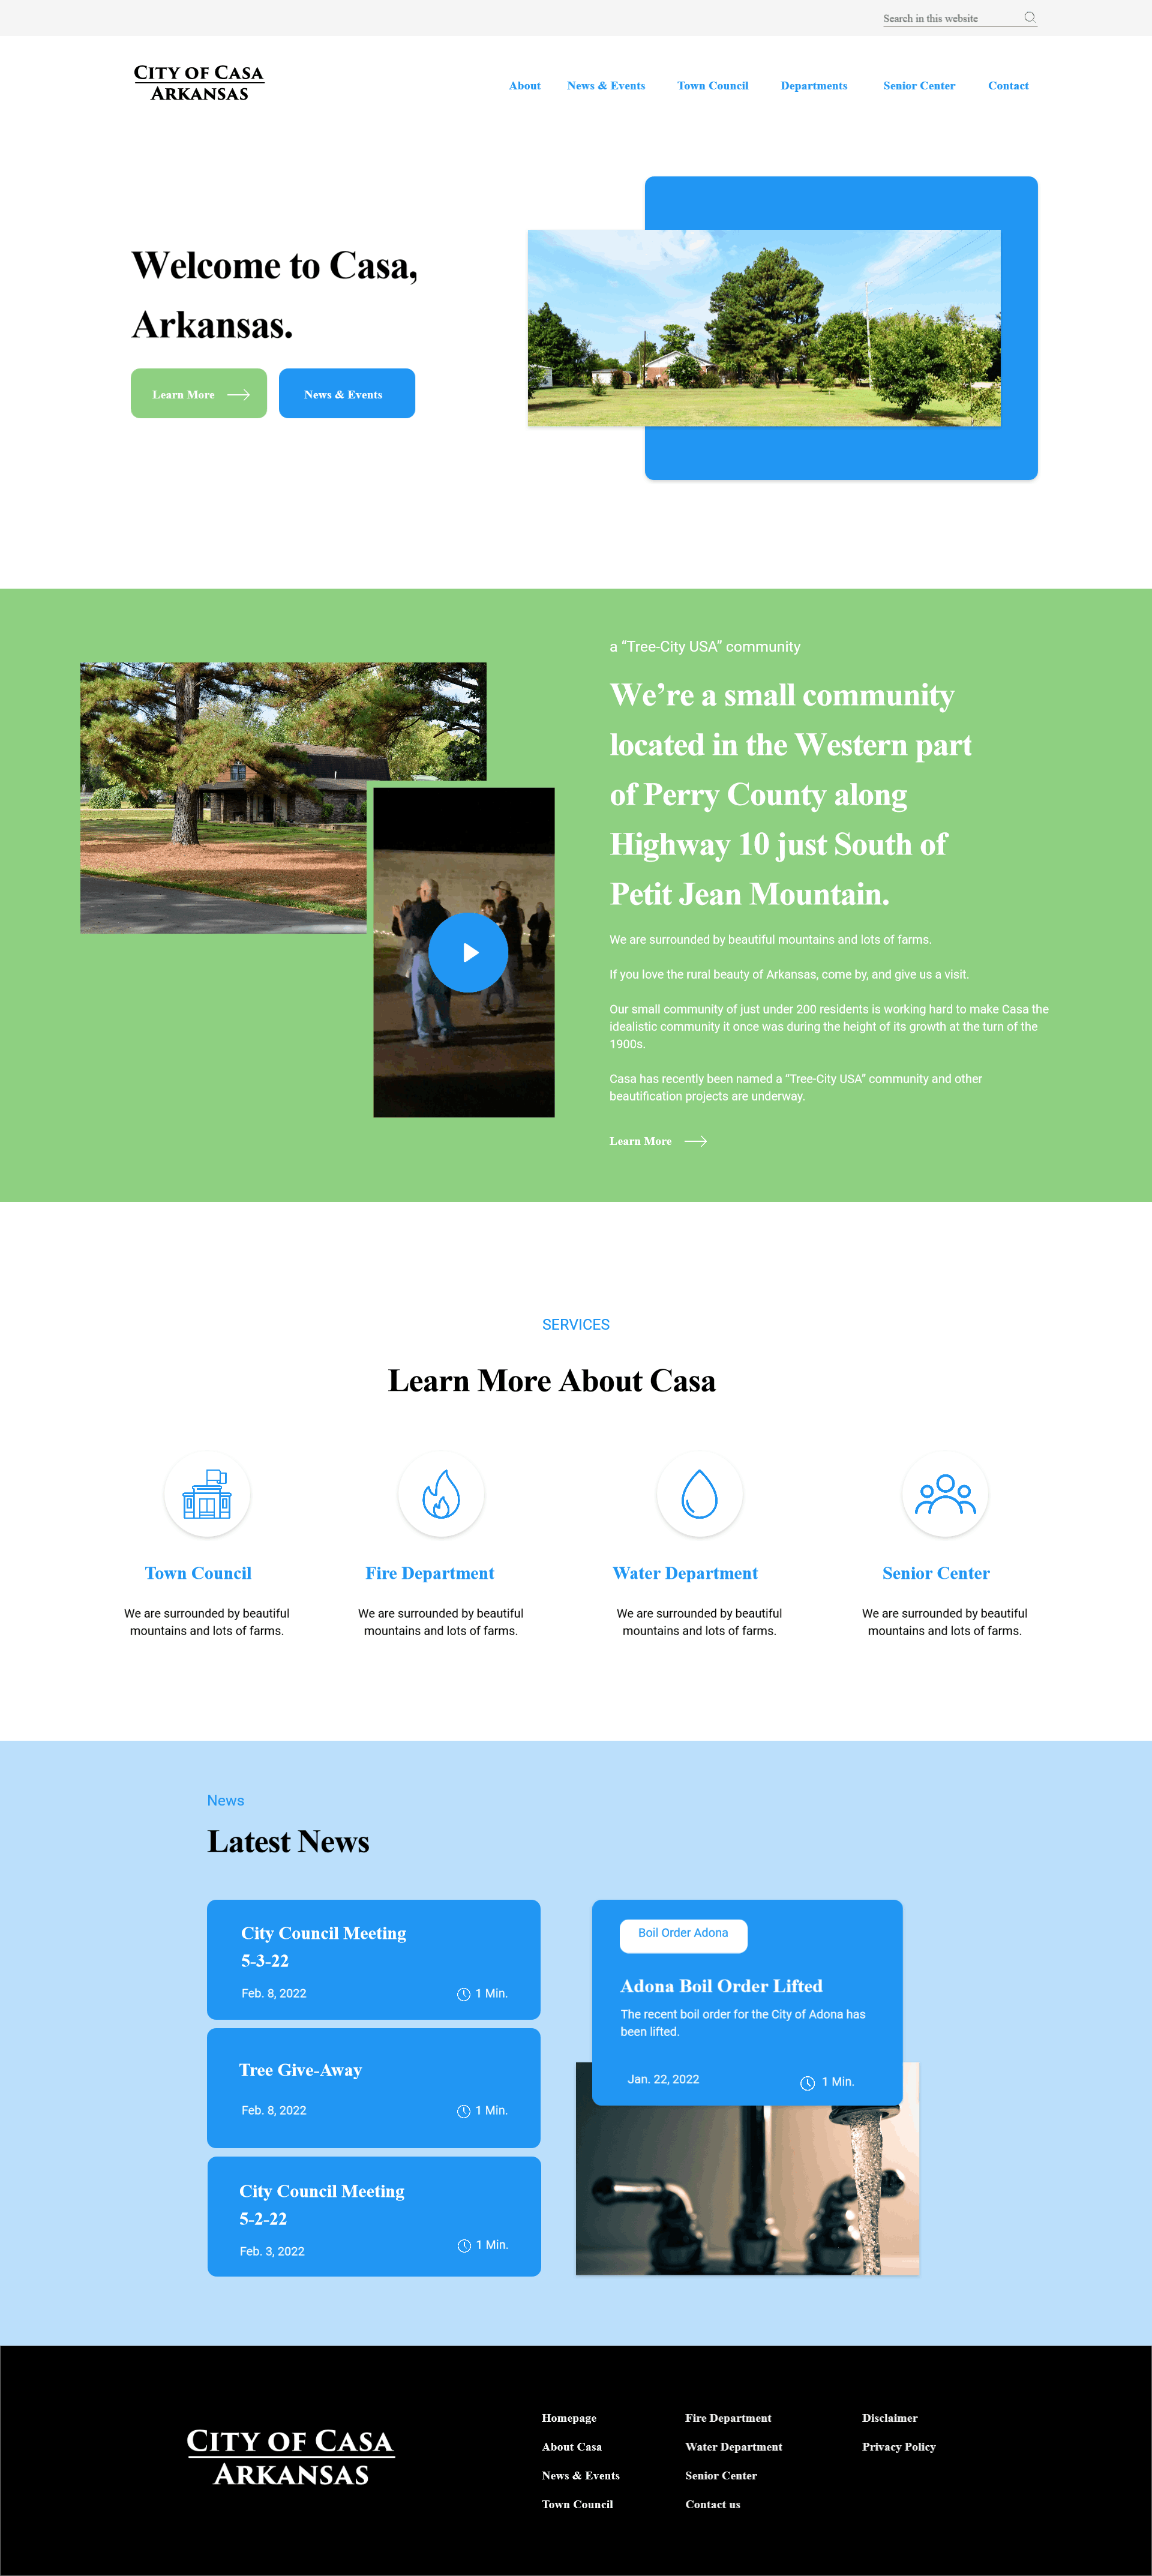 Search in this website
CITY OF CASA
ARKANSAS
About News & Events Town Council Departments Senior Center Contact
Welcome to Casa,
Arkansas.
Learn More
News & Events
a “Tree-City USA” community
We’re a small community
located in the Western part
of Perry County along
Highway 10 just South of
Petit Jean Mountain.
We are surrounded by beautiful mountains and lots of farms.
If you love the rural beauty of Arkansas, come by, and give us a visit.
Our small community of just under 200 residents is working hard to make Casa the
idealistic community it once was during the height of its growth at the turn of the
1900s.
Casa has recently been named a “Tree-City USA” community and other
beautification projects are underway.
Learn More
SERVICES
Learn More About Casa
Town Council
We are surrounded by beautiful
mountains and lots of farms.
Fire Department
We are surrounded by beautiful
mountains and lots of farms.
Water Department
We are surrounded by beautiful
mountains and lots of farms.
Senior Center
We are surrounded by beautiful
mountains and lots of farms.
News
Latest News
City Council Meeting
5-3-22
Feb. 8, 2022 1 Min.
Tree Give-Away
Feb. 8, 2022 1 Min.
City Council Meeting
5-2-22
Feb. 3, 2022 1 Min.
Boil Order Adona
Adona Boil Order Lifted
The recent boil order for the City of Adona has
been lifted.
Jan. 22, 2022 1 Min.
CITY OF CASA
ARKANSAS
Homepage
About Casa
News & Events
Town Council
Fire Department
Water Department
Senior Center
Contact us
Disclaimer
Privacy Policy